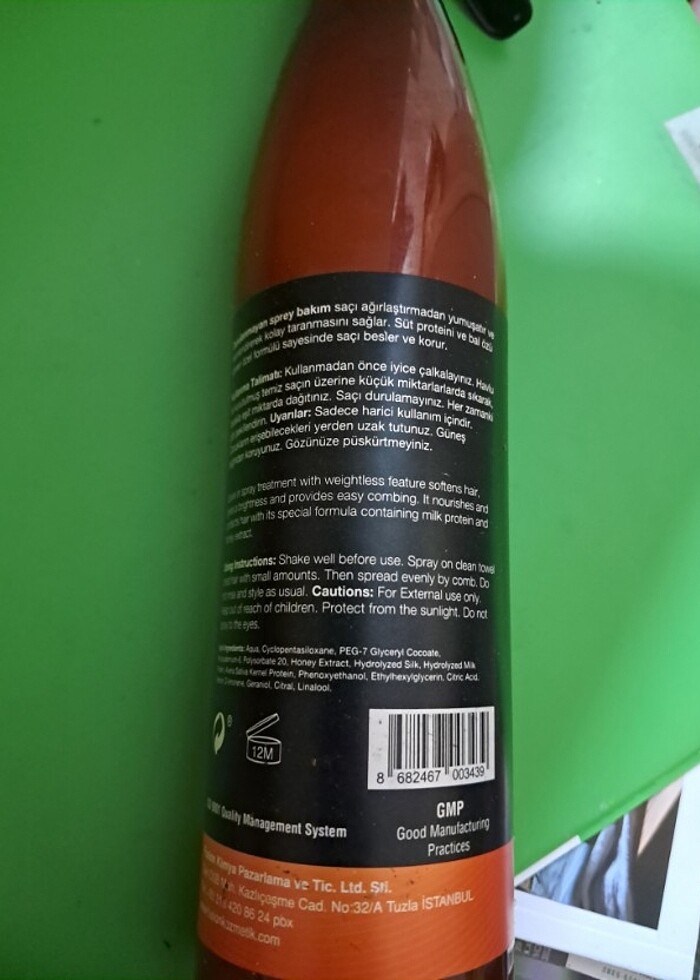 sprey bakım saçı ağırlaştırmadan yumuşatır ve
kolay taranmasını sağlar. Süt proteini ve bal özü
özel formülü sayesinde saçı besler ve korur.
Talimatı: Kullanmadan önce iyice çalkalayınız. Havlu
temiz saçın üzerine küçük miktarlarlarda sıkarak,
eşit miktarda dağıtınız. Saçı durulamayınız. Her zamanki
Uyarılar: Sadece harici kullanım içindir.
erişebilecekleri yerden uzak tutunuz. Güneş
koruyunuz. Gözünüze püskürtmeyiniz.
spray treatment with weightless feature softens hair,
brightness and provides easy combing. It nourishes and
hair with its special formula containing milk protein and
extract.
Instructions: Shake well before use. Spray on clean towel
hair with small amounts. Then spread evenly by comb. Do
and style as usual. Cautions: For External use only.
out of reach of children. Protect from the sunlight. Do not
to the eyes.
Aqua, Cyclopentasiloxane, PEG-7 Glyceryl Cocoate,
Polysorbate 20, Honey Extract, Hydrolyzed Silk, Hydrolyzed Milk
Kernel Protein, Phenoxyethanol, Ethylhexylglycerin, Citric Acid,
Geraniol, Citral, Linalool.
®
12M
8 682467 003439
Quality Management System
GMP
Good Manufacturing
Practices
Kimya Pazarlama ve Tic. Ltd. Şti.
Kazlıçeşme Cad. No:32/A Tuzla İSTANBUL
420 86 24 pbx